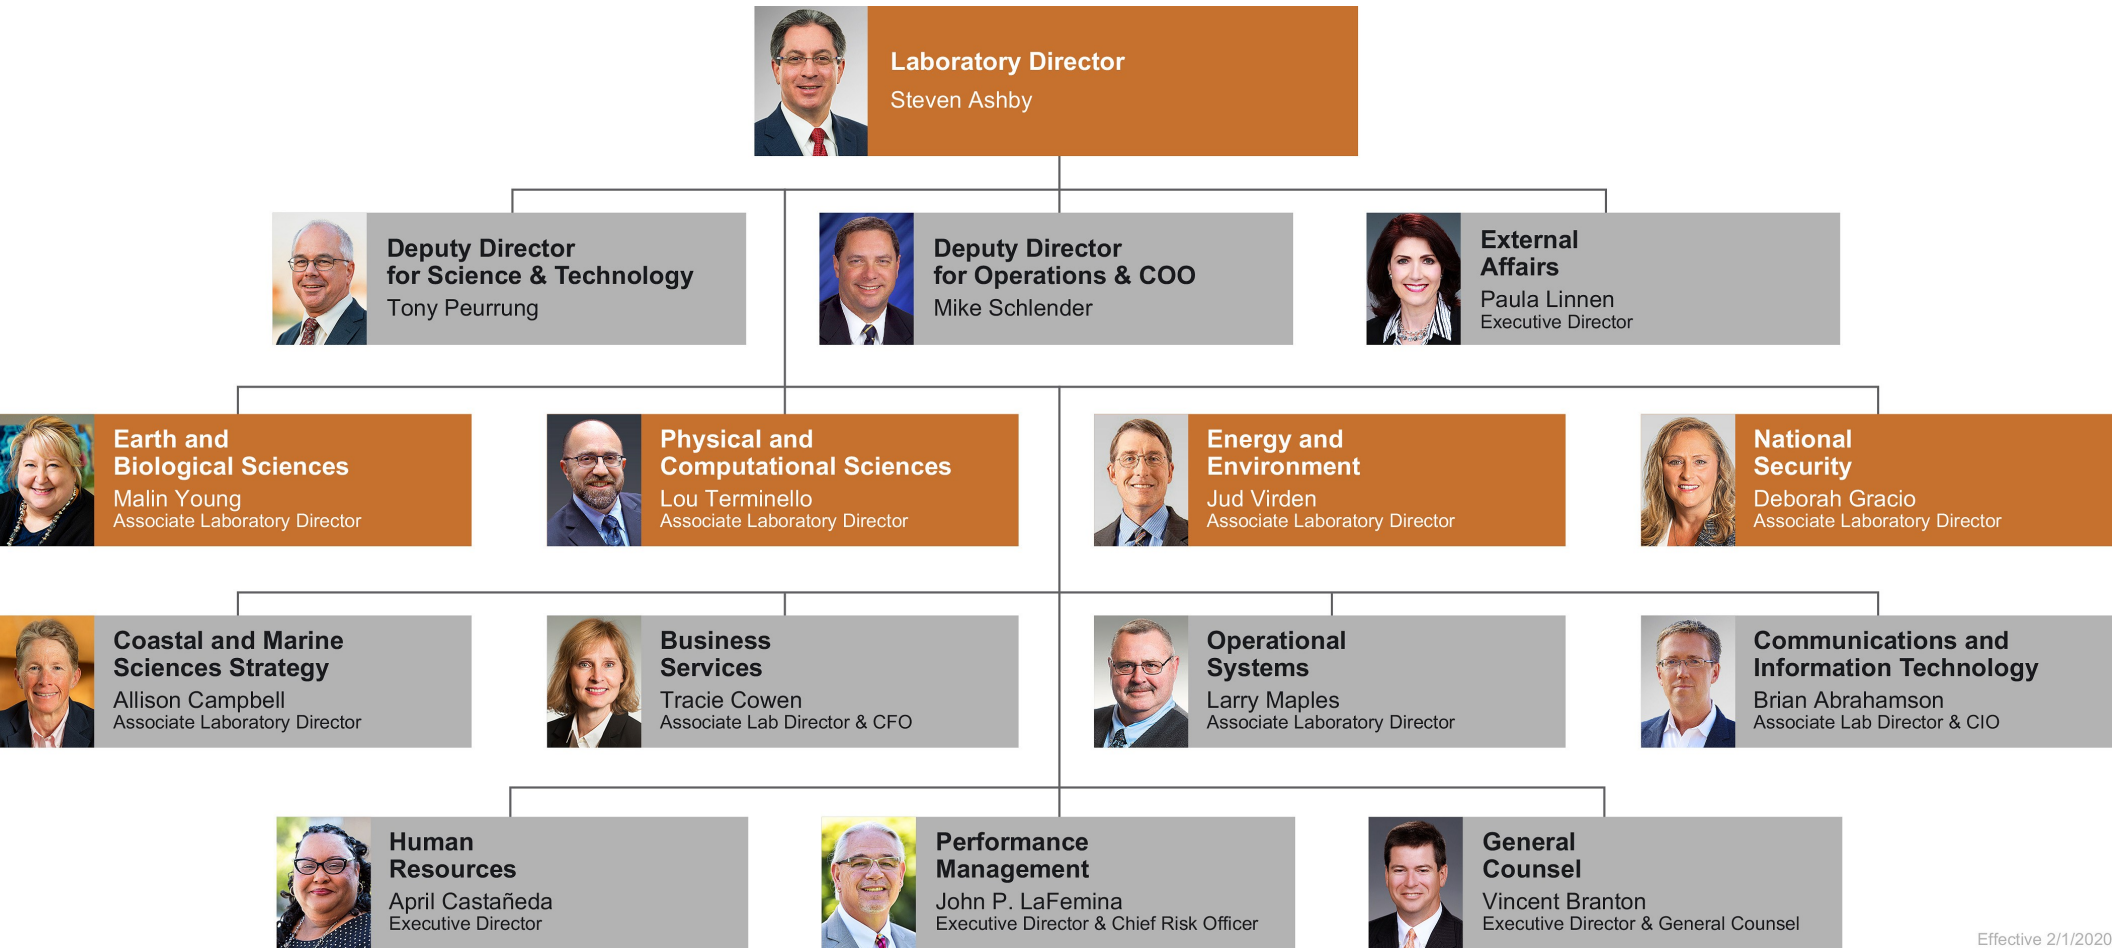 Laboratory Director
Steven Ashby
Deputy Director
for Science & Technology
Tony Peurrung
Deputy Director
for Operations & COO
Mike Schlender
External
Affairs
Paula Linnen
Executive Director
Earth and
Biological Sciences
Malin Young
Associate Laboratory Director
Physical and
Computational Sciences
Lou Terminello
Associate Laboratory Director
Energy and
Environment
Jud Virden
Associate Laboratory Director
National
Security
Deborah Gracio
Associate Laboratory Director
Coastal and Marine
Sciences Strategy
Allison Campbell
Associate Laboratory Director
Business
Services
Tracie Cowen
Associate Lab Director & CFO
Operational
Systems
Larry Maples
Associate Laboratory Director
Communications and
Information Technology
Brian Abrahamson
Associate Lab Director & CIO
Human
Resources
April Castañeda
Executive Director
Performance
Management
John P. LaFemina
Executive Director & Chief Risk Officer
General
Counsel
Vincent Branton
Executive Director & General Counsel
Effective 2/1/2020